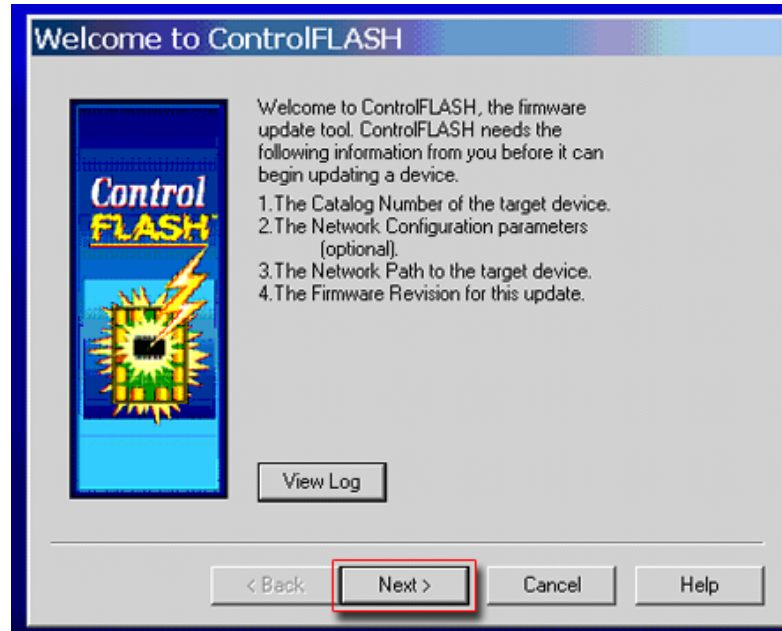 Welcome to ControlFLASH
Control
FLASH
Welcome to ControlFLASH, the firmware
update tool. ControlFLASH needs the
following information from you before it can
begin updating a device.
1.The Catalog Number of the target device.
2.The Network Configuration parameters
(optional).
3.The Network Path to the target device.
4.The Firmware Revision for this update.
View Log
< Back
Next >
Cancel
Help